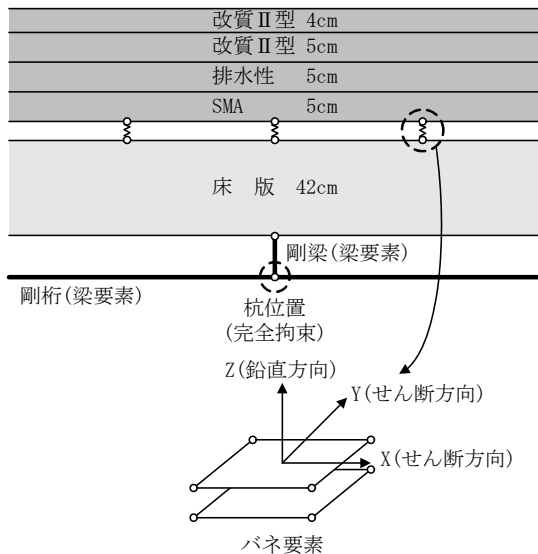 改質Ⅱ型 4cm
改質Ⅱ型 5cm
排水性 5cm
SMA 5cm
床 版 42cm
剛梁(梁要素)
剛桁(梁要素)
杭位置
(完全拘束)
Z(鉛直方向)
Y(せん断方向)
X(せん断方向)
バネ要素